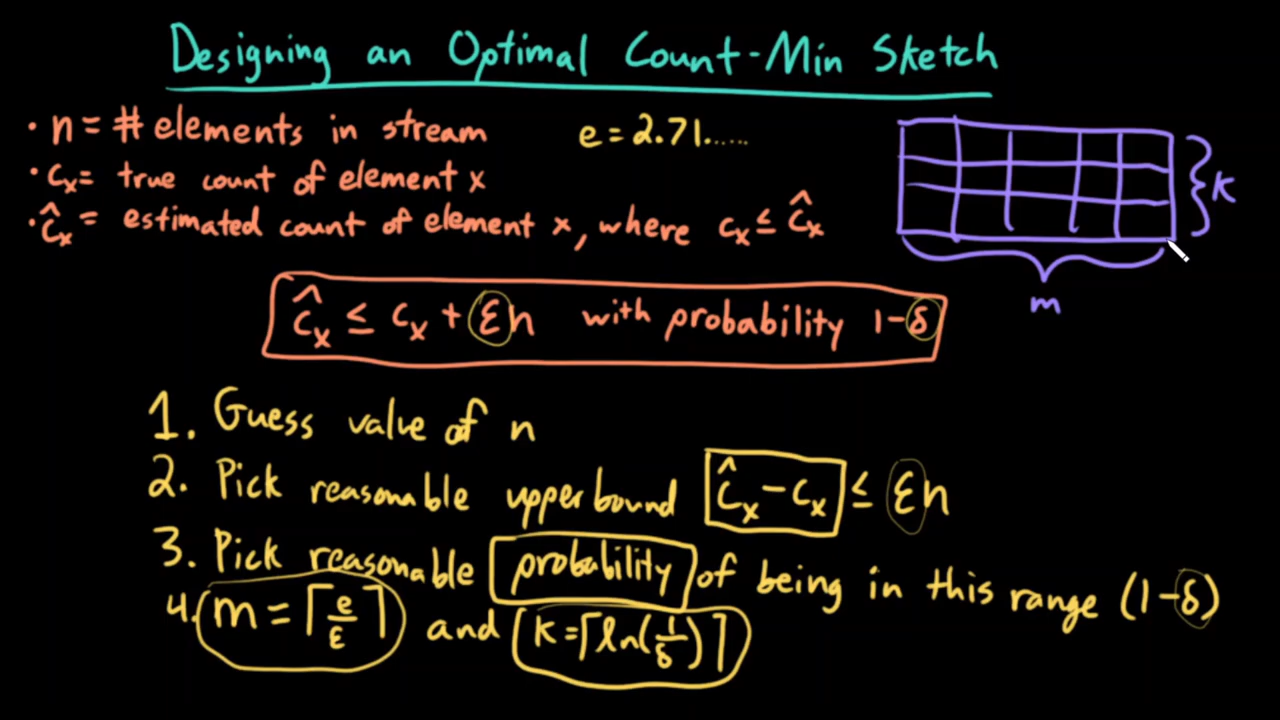 Designing an Optimal Count-Min Sketch
• n = # elements in stream
e = 2.71......
• cₓ = true count of element x
• ĉₓ = estimated count of element x, where cₓ ≤ ĉₓ
k
m
ĉₓ ≤ cₓ + εn with probability 1-δ
1. Guess value of n
2. Pick reasonable upper bound ĉₓ - cₓ ≤ εn
3. Pick reasonable probability of being in this range (1-δ)
4. m = ⌈e/ε⌉ and k = ⌈ln(1/δ)⌉